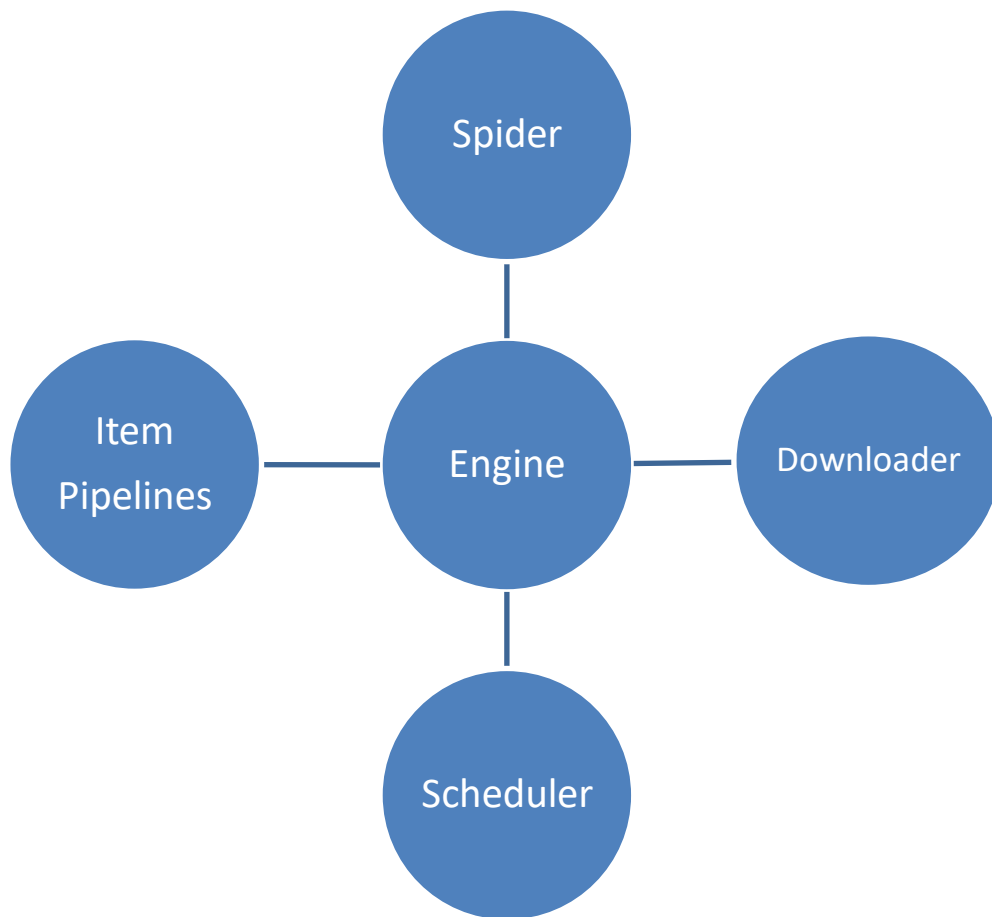 Spider
Item
Pipelines
Engine
Downloader
Scheduler